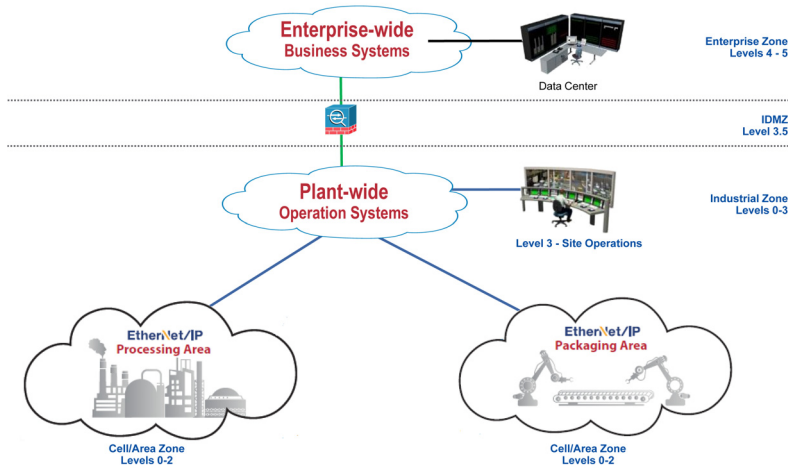 Enterprise-wide
Business Systems
Data Center
Enterprise Zone
Levels 4 - 5
IDMZ
Level 3.5
Plant-wide
Operation Systems
Level 3 - Site Operations
Industrial Zone
Levels 0-3
EtherNet/IP
Processing Area
EtherNet/IP
Packaging Area
Cell/Area Zone
Levels 0-2
Cell/Area Zone
Levels 0-2